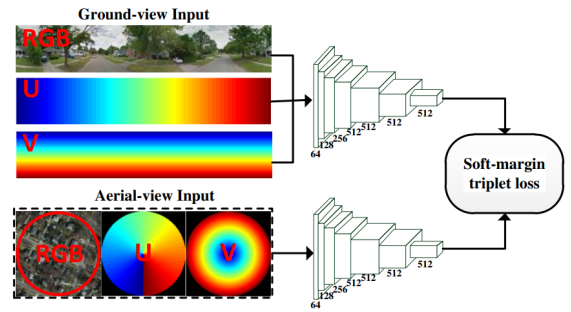 Ground-view Input
RGB
U
V
64
128
256
512
512
512
512
Soft-margin
triplet loss
Aerial-view Input
RGB
U
V
64
128
256
512
512
512
512